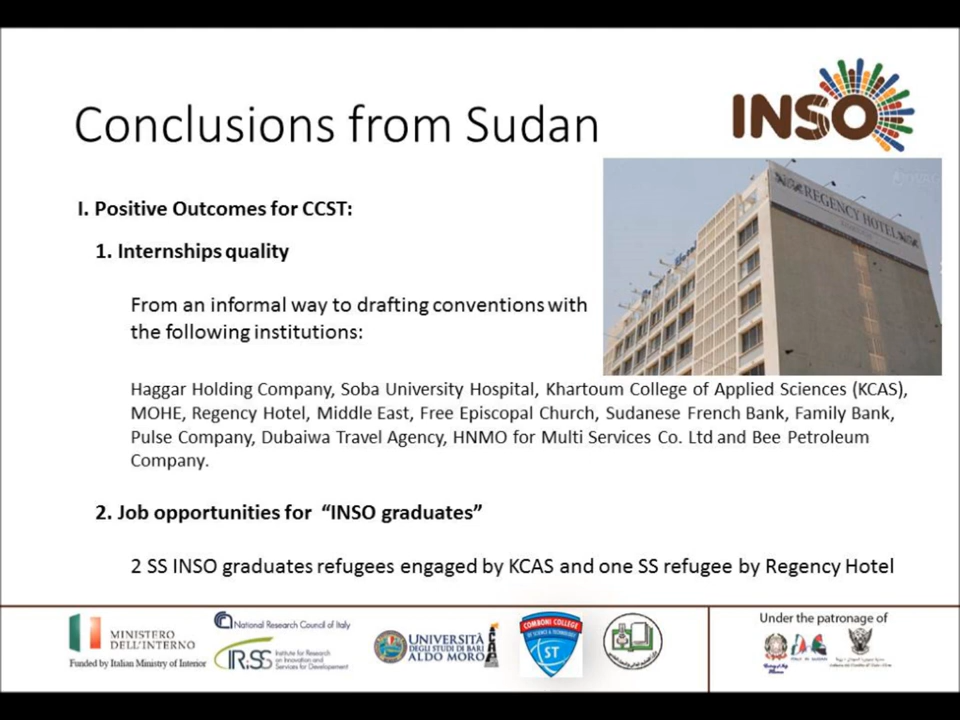 Conclusions from Sudan
INSO
REGENCY HOTEL
I. Positive Outcomes for CCST:
1. Internships quality
From an informal way to drafting conventions with
the following institutions:
Haggar Holding Company, Soba University Hospital, Khartoum College of Applied Sciences (KCAS),
MOHE, Regency Hotel, Middle East, Free Episcopal Church, Sudanese French Bank, Family Bank,
Pulse Company, Dubaiwa Travel Agency, HNMO for Multi Services Co. Ltd and Bee Petroleum
Company.
2. Job opportunities for “INSO graduates”
2 SS INSO graduates refugees engaged by KCAS and one SS refugee by Regency Hotel
MINISTERO
DELL'INTERNO
Funded by Italian Ministry of Interior
National Research Council of Italy
IRISS
Institute for Research
on Innovation and
Services for Development
UNIVERSITÀ
DEGLI STUDI DI BARI
ALDO MORO
COMBONI COLLEGE
OF SCIENCE & TECHNOLOGY
ST
Under the patronage of
ITALY IN SUDAN